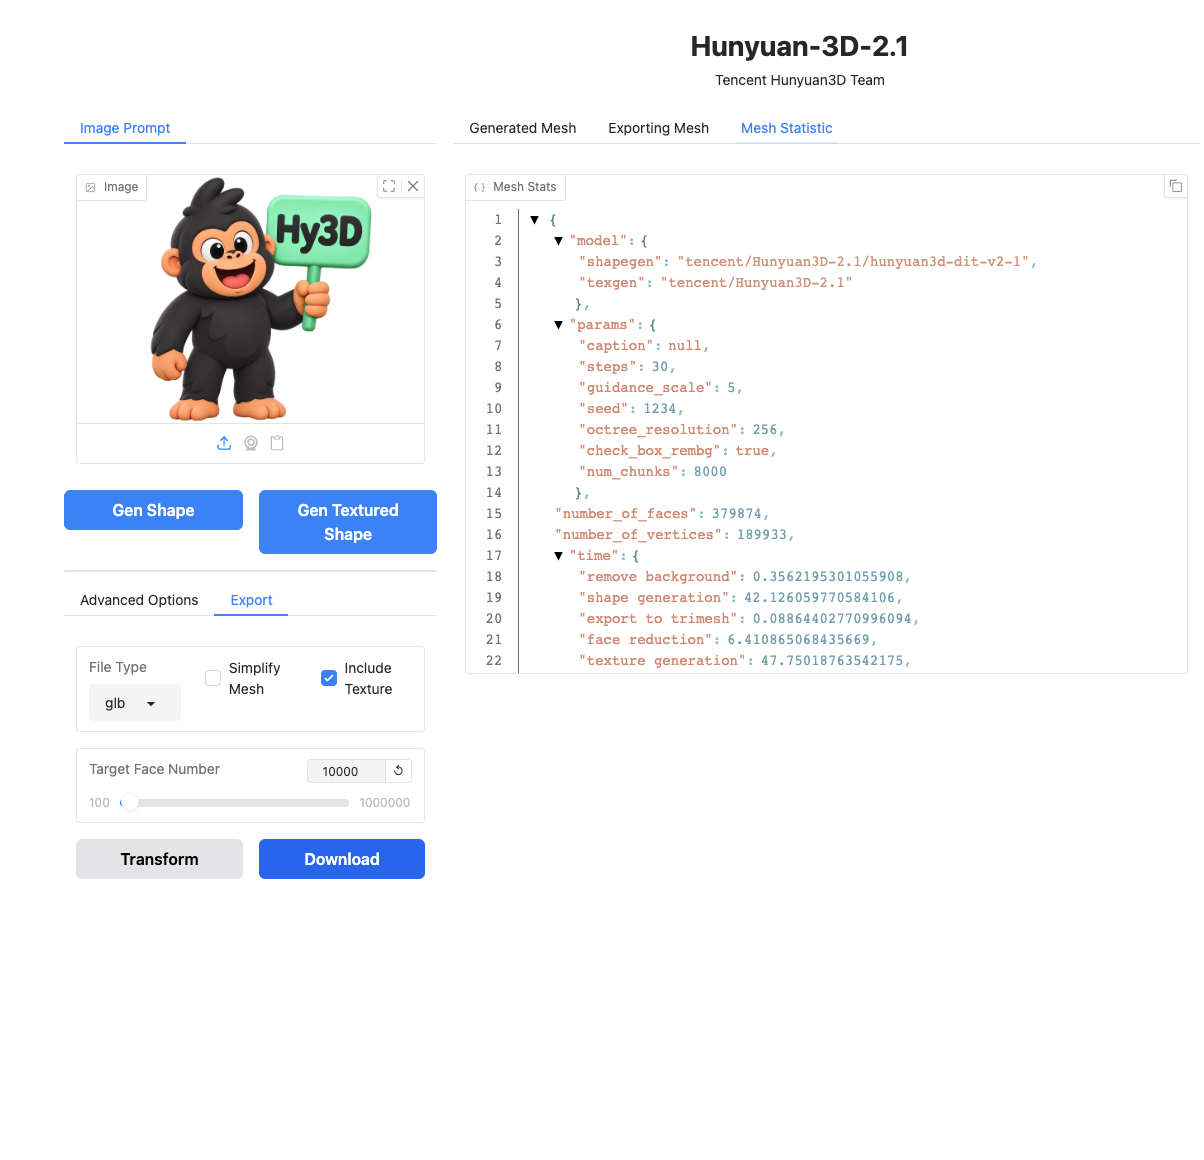 Hunyuan-3D-2.1
Tencent Hunyuan3D Team
Image Prompt
Image
Hy3D
Gen Shape
Gen Textured
Shape
Advanced Options
Export
File Type
glb
Simplify
Mesh
Include
Texture
Target Face Number
10000
100
1000000
Transform
Download
Generated Mesh
Exporting Mesh
Mesh Statistic
{.} Mesh Stats
1 {
2 "model": {
3 "shapegen": "tencent/Hunyuan3D-2.1/hunyuan3d-dit-v2-1",
4 "texgen": "tencent/Hunyuan3D-2.1"
5 },
6 "params": {
7 "caption": null,
8 "steps": 30,
9 "guidance_scale": 5,
10 "seed": 1234,
11 "octree_resolution": 256,
12 "check_box_rembg": true,
13 "num_chunks": 8000
14 },
15 "number_of_faces": 379874,
16 "number_of_vertices": 189933,
17 "time": {
18 "remove background": 0.3562195301055908,
19 "shape generation": 42.126059770584106,
20 "export to trimesh": 0.08864402770996094,
21 "face reduction": 6.410865068435669,
22 "texture generation": 47.75018763542175,